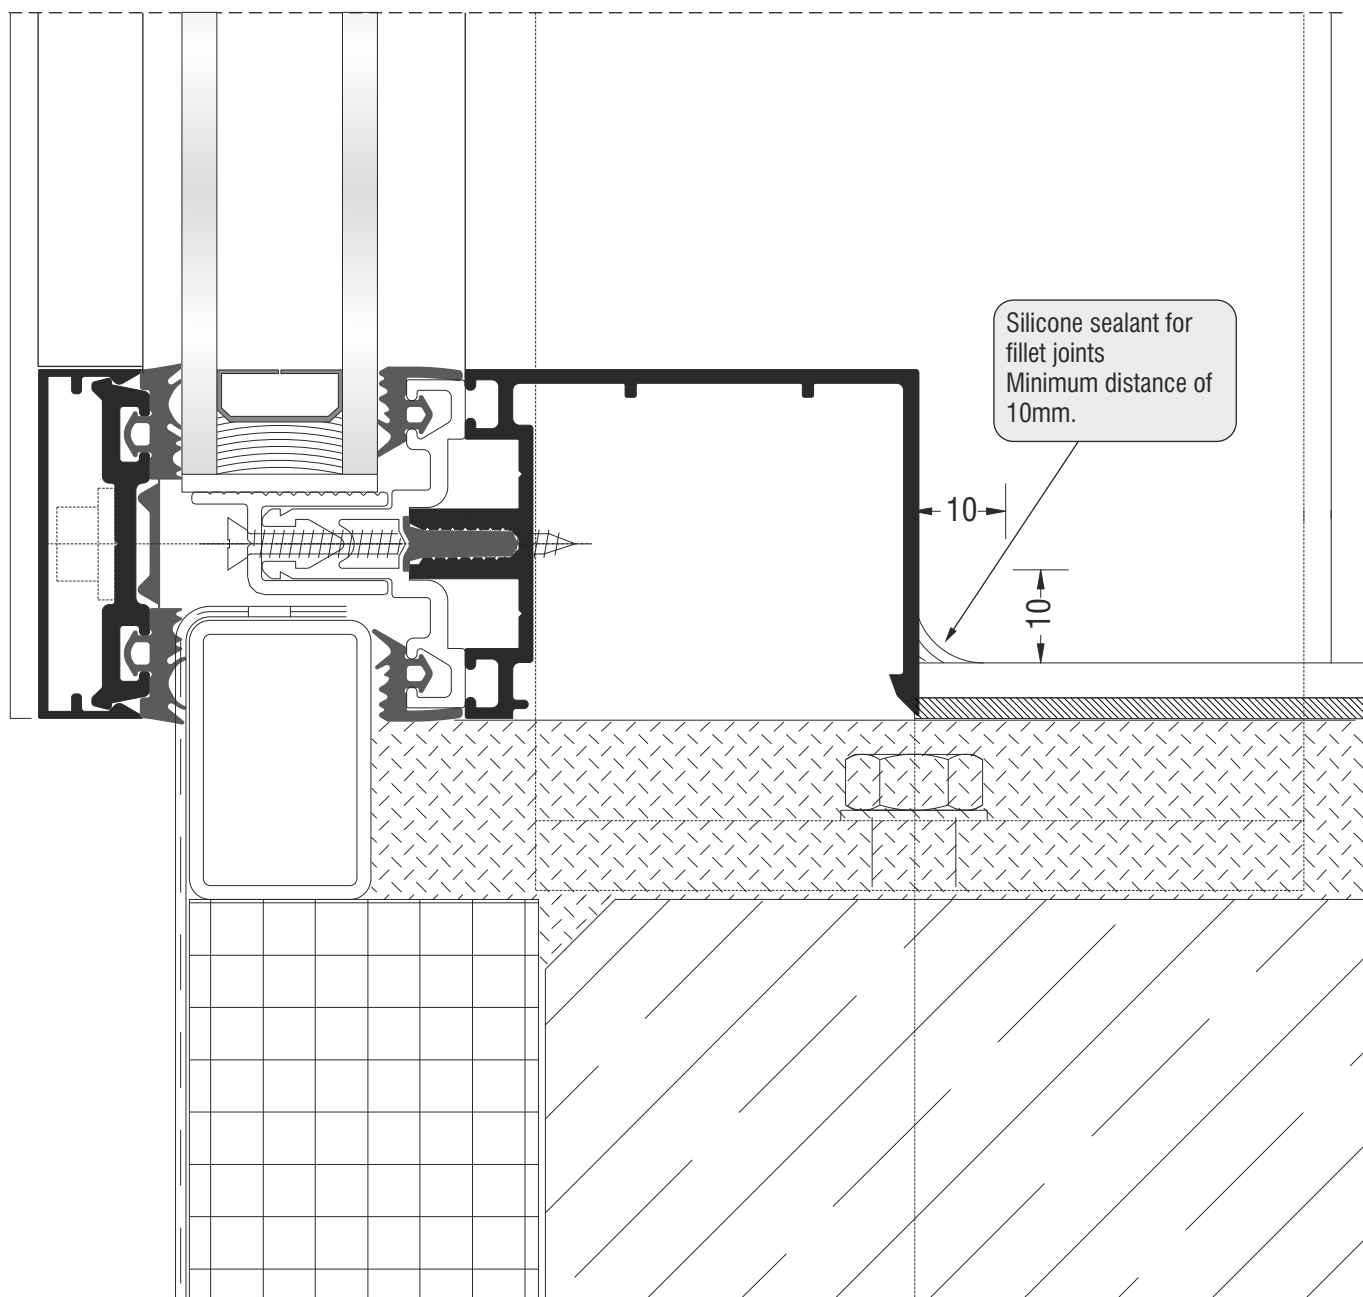 Silicone sealant for
fillet joints
Minimum distance of
10mm.
10
10